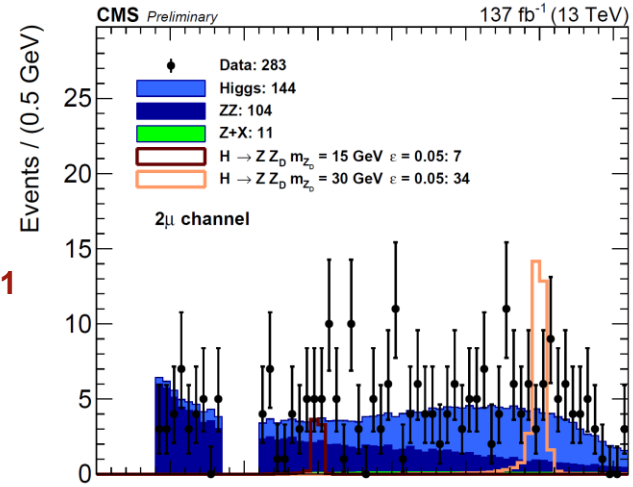 CMS Preliminary 137 fb⁻¹ (13 TeV)
Events / (0.5 GeV)
25
20
15
10
5
0
Data: 283
Higgs: 144
ZZ: 104
Z+X: 11
H → Z Z_D m_{Z_D} = 15 GeV ε = 0.05: 7
H → Z Z_D m_{Z_D} = 30 GeV ε = 0.05: 34
2μ channel
1